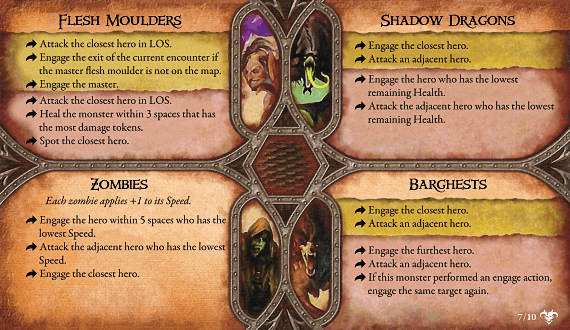 Flesh Moulders
Attack the closest hero in LOS.
Engage the exit of the current encounter if
the master flesh moulder is not on the map.
Engage the master.
Attack the closest hero in LOS.
Heal the monster within 3 spaces that has
the most damage tokens.
Spot the closest hero.
Shadow Dragons
Engage the closest hero.
Attack an adjacent hero.
Engage the hero who has the lowest
remaining Health.
Attack the adjacent hero who has the lowest
remaining Health.
Zombies
Each zombie applies +1 to its Speed.
Engage the hero within 5 spaces who has the
lowest Speed.
Attack the adjacent hero who has the lowest
Speed.
Engage the closest hero.
Barghests
Engage the closest hero.
Attack an adjacent hero.
Engage the furthest hero.
Attack an adjacent hero.
If this monster performed an engage action,
engage the same target again.
7/10